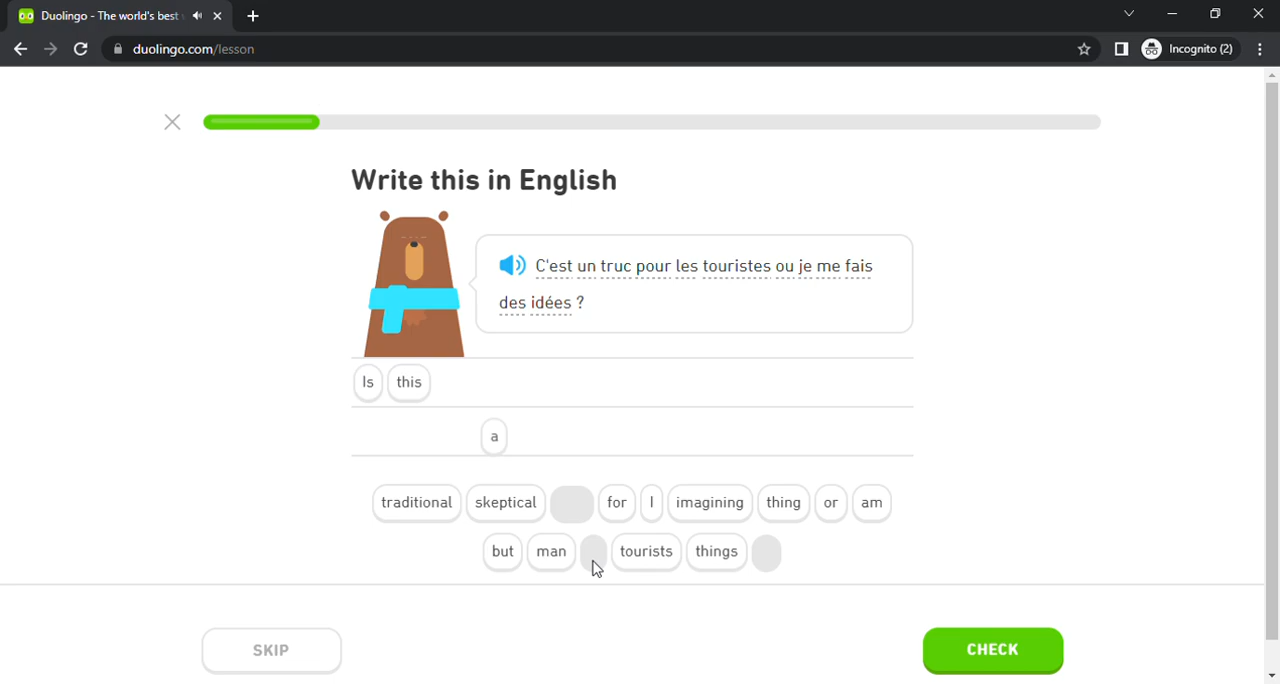 Duolingo - The world's best
duolingo.com/lesson
Incognito (2)
Write this in English
C'est un truc pour les touristes ou je me fais
des idées ?
Is this
a
traditional skeptical for I imagining thing or am
but man tourists things
SKIP
CHECK